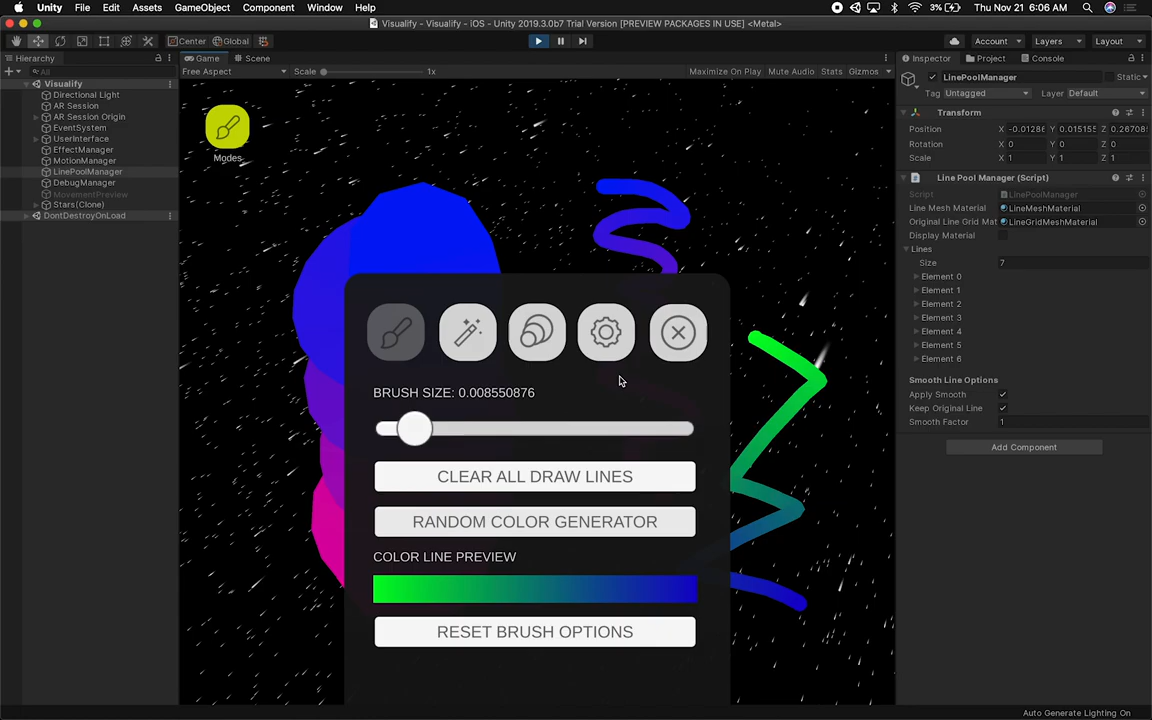 Unity File Edit Assets GameObject Component Window Help 3% Thu Nov 21 6:06 AM
Visualify - Visualify - iOS - Unity 2019.3.0b7 Trial Version [PREVIEW PACKAGES IN USE] <Metal>
Center Global Account Layers Layout
Hierarchy
All
Visualify
Directional Light
AR Session
AR Session Origin
EventSystem
UserInterface
EffectManager
MotionManager
LinePoolManager
DebugManager
MovementPreview
Stars(Clone)
DontDestroyOnLoad
Game Scene
Free Aspect Scale 1x Maximize On Play Mute Audio Stats Gizmos
Modes
BRUSH SIZE: 0.008550876
CLEAR ALL DRAW LINES
RANDOM COLOR GENERATOR
COLOR LINE PREVIEW
RESET BRUSH OPTIONS
Inspector Project Console
LinePoolManager Static
Tag Untagged Layer Default
Transform
Position X -0.01286 Y 0.015155 Z 0.26708
Rotation X 0 Y 0 Z 0
Scale X 1 Y 1 Z 1
Line Pool Manager (Script)
Script LinePoolManager
Line Mesh Material LineMeshMaterial
Original Line Grid Mat LineGridMeshMaterial
Display Material
Lines
Size 7
Element 0
Element 1
Element 2
Element 3
Element 4
Element 5
Element 6
Smooth Line Options
Apply Smooth
Keep Original Line
Smooth Factor 1
Add Component
Auto Generate Lighting On